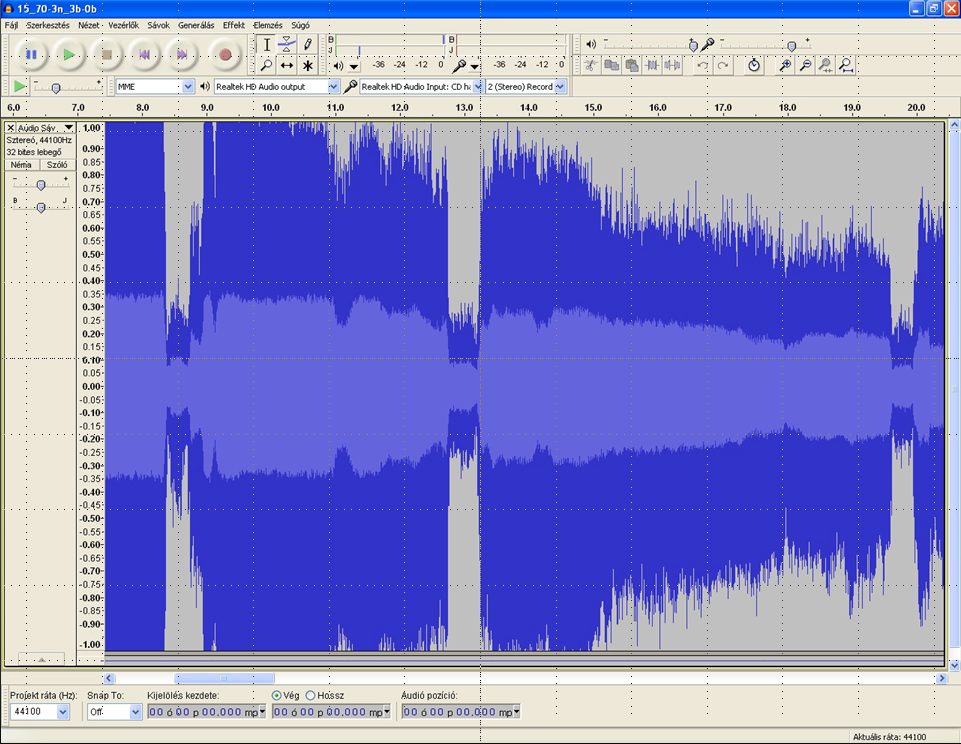 15_70-3n_3b-0b
Fájl Szerkesztés Nézet Vezérlők Sávok Generálás Effekt Elemzés Súgó
B
J
-36 -24 -12 0
B
J
-36 -24 -12 0
MME Realtek HD Audio output Realtek HD Audio Input: CD ha 2 (Stereo) Record
6.0 7.0 8.0 9.0 10.0 11.0 12.0 13.0 14.0 15.0 16.0 17.0 18.0 19.0 20.0
Audio Sáv
Sztereó, 44100Hz
32 bites lebegő
Néma Szóló
- +
B J
1.00
0.90
0.85
0.80
0.75
0.70
0.65
0.60
0.55
0.50
0.45
0.40
0.35
0.30
0.25
0.20
0.15
0.10
0.05
0.00
-0.05
-0.10
-0.15
-0.20
-0.25
-0.30
-0.35
-0.40
-0.45
-0.50
-0.55
-0.60
-0.65
-0.70
-0.75
-0.80
-0.85
-0.90
-1.00
Projekt ráta (Hz): Snap To: Kijelölés kezdete: Vég Hossz Audió pozíció:
44100 Off 00 ó 00 p 00,000 mp 00 ó 00 p 00,000 mp 00 ó 00 p 00,000 mp
Aktuális ráta: 44100